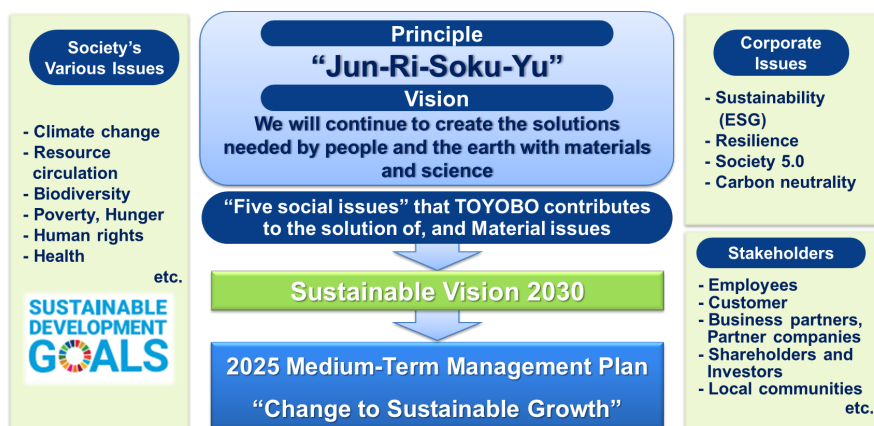 Society's
Various Issues
- Climate change
- Resource
circulation
- Biodiversity
- Poverty, Hunger
- Human rights
- Health
etc.
SUSTAINABLE
DEVELOPMENT
GOALS
Principle
“Jun-Ri-Soku-Yu”
Vision
We will continue to create the solutions
needed by people and the earth with materials
and science
“Five social issues” that TOYOBO contributes
to the solution of, and Material issues
Sustainable Vision 2030
2025 Medium-Term Management Plan
“Change to Sustainable Growth”
Corporate
Issues
- Sustainability
(ESG)
- Resilience
- Society 5.0
- Carbon neutrality
Stakeholders
- Employees
- Customer
- Business partners,
Partner companies
- Shareholders and
Investors
- Local communities
etc.